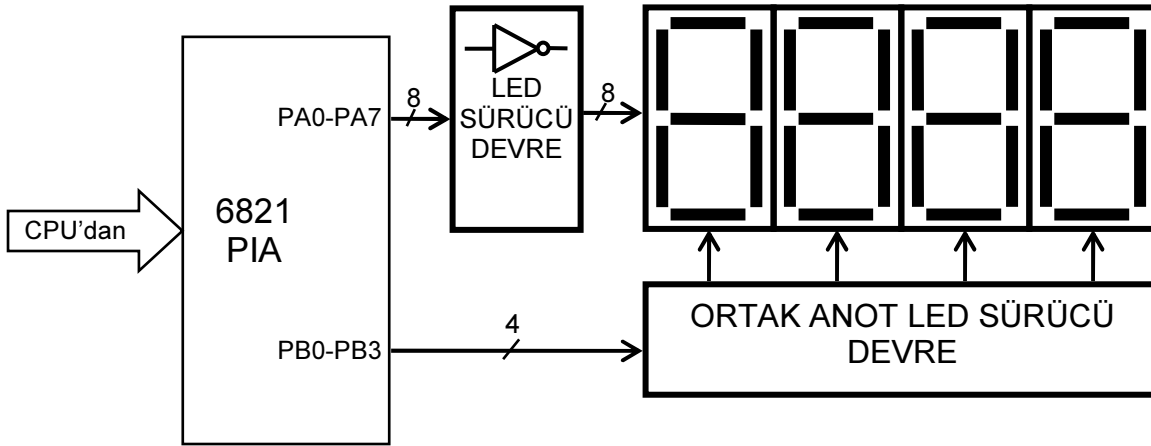 PA0-PA7
8
LED
SÜRÜCÜ
DEVRE
8
CPU'dan
6821
PIA
PB0-PB3
4
ORTAK ANOT LED SÜRÜCÜ
DEVRE